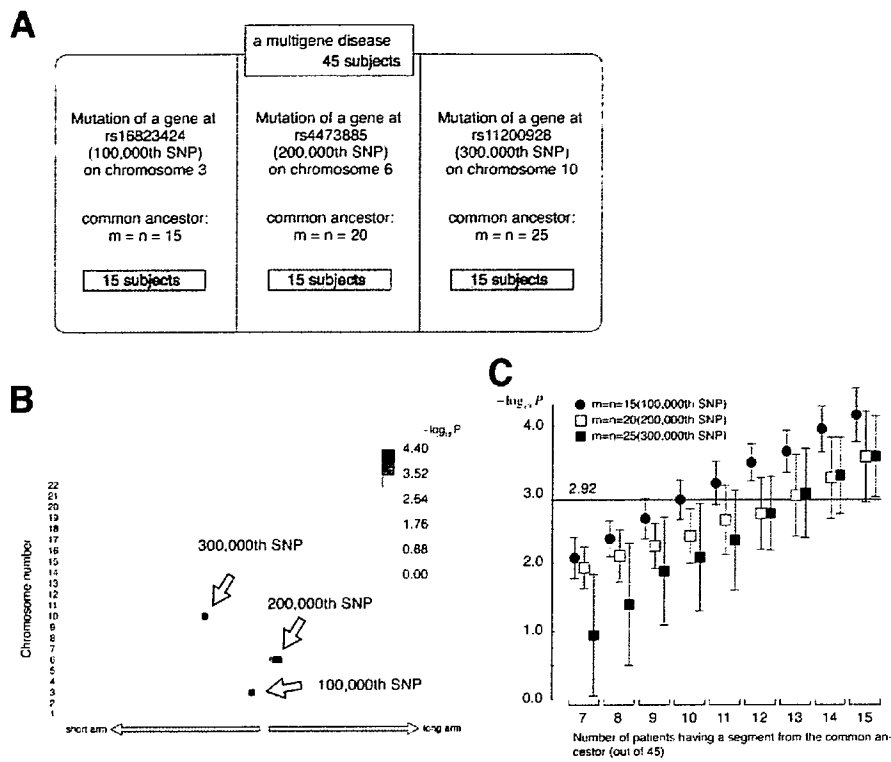 A
a multigene disease
45 subjects
Mutation of a gene at
rs16823424
(100,000th SNP)
on chromosome 3
common ancestor:
m = n = 15
15 subjects
Mutation of a gene at
rs4473885
(200,000th SNP)
on chromosome 6
common ancestor:
m = n = 20
15 subjects
Mutation of a gene at
rs11200928
(300,000th SNP)
on chromosome 10
common ancestor:
m = n = 25
15 subjects
B
−log₁₀ P
4.40
3.52
2.54
1.76
0.88
0.00
Chromosome number
22
21
20
19
18
17
16
15
14
13
12
11
10
9
8
7
6
5
4
3
2
1
300,000th SNP
200,000th SNP
100,000th SNP
short arm
long arm
C
−log₁₀ P
m=n=15(100,000th SNP)
m=n=20(200,000th SNP)
m=n=25(300,000th SNP)
4.0
3.0
2.0
1.0
0.0
2.92
7 8 9 10 11 12 13 14 15
Number of patients having a segment from the common an-
cestor (out of 45)